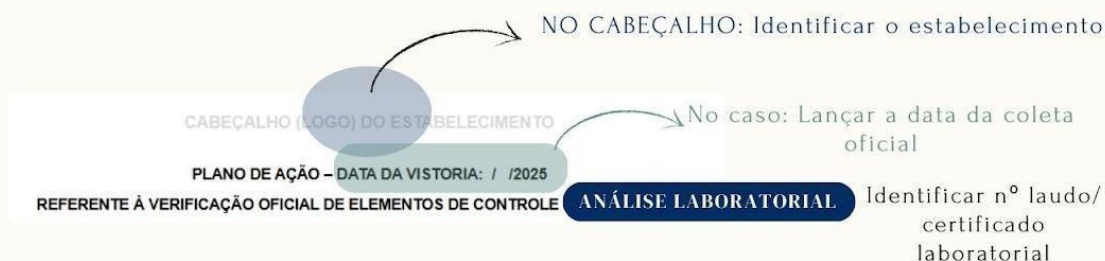 NO CABEÇALHO: Identificar o estabelecimento
CABEÇALHO (LOGO) DO ESTABELECIMENTO
No caso: Lançar a data da coleta
oficial
PLANO DE AÇÃO – DATA DA VISTORIA: / /2025
REFERENTE À VERIFICAÇÃO OFICIAL DE ELEMENTOS DE CONTROLE
ANÁLISE LABORATORIAL
Identificar nº laudo/
certificado
laboratorial